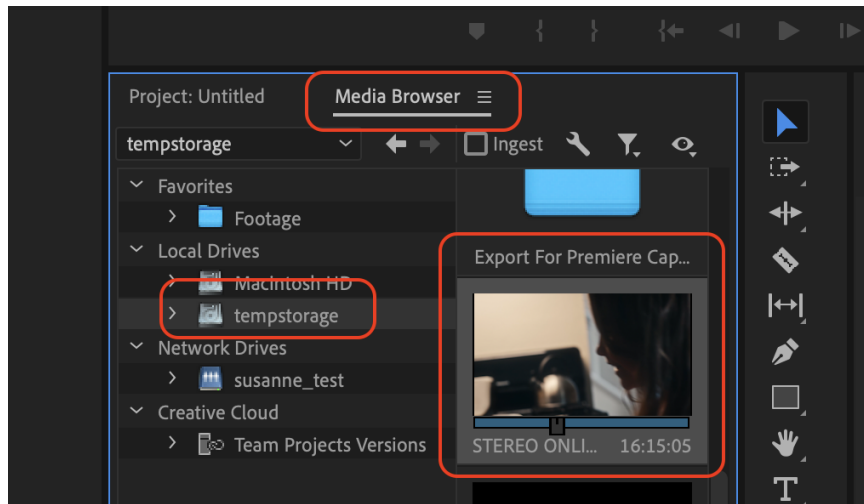 Project: Untitled
Media Browser
tempstorage
Ingest
Favorites
Footage
Local Drives
Macintosh HD
tempstorage
Network Drives
susanne_test
Creative Cloud
Team Projects Versions
Export For Premiere Cap...
STEREO ONLI... 16:15:05
T